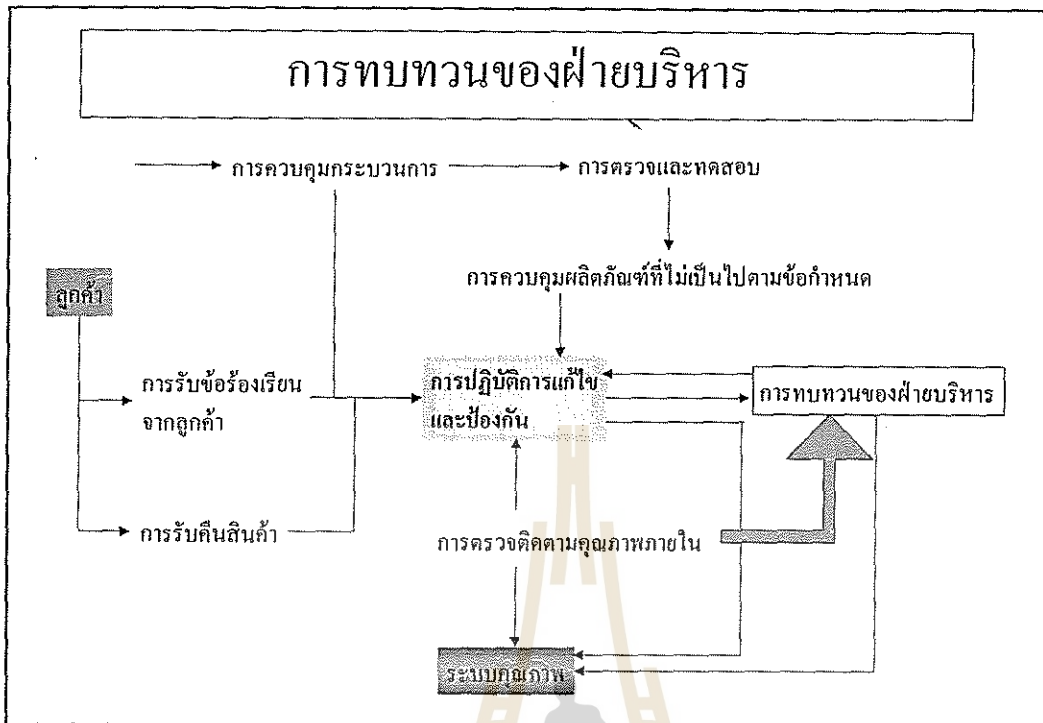 การทบทวนของฝ่ายบริหาร
การควบคุมกระบวนการ
การตรวจและทดสอบ
การควบคุมผลิตภัณฑ์ที่ไม่เป็นไปตามข้อกำหนด
ลูกค้า
การรับข้อร้องเรียน
จากลูกค้า
การปฏิบัติการแก้ไข
และป้องกัน
การทบทวนของฝ่ายบริหาร
การรับคืนสินค้า
การตรวจติดตามคุณภาพภายใน
ระบบคุณภาพ